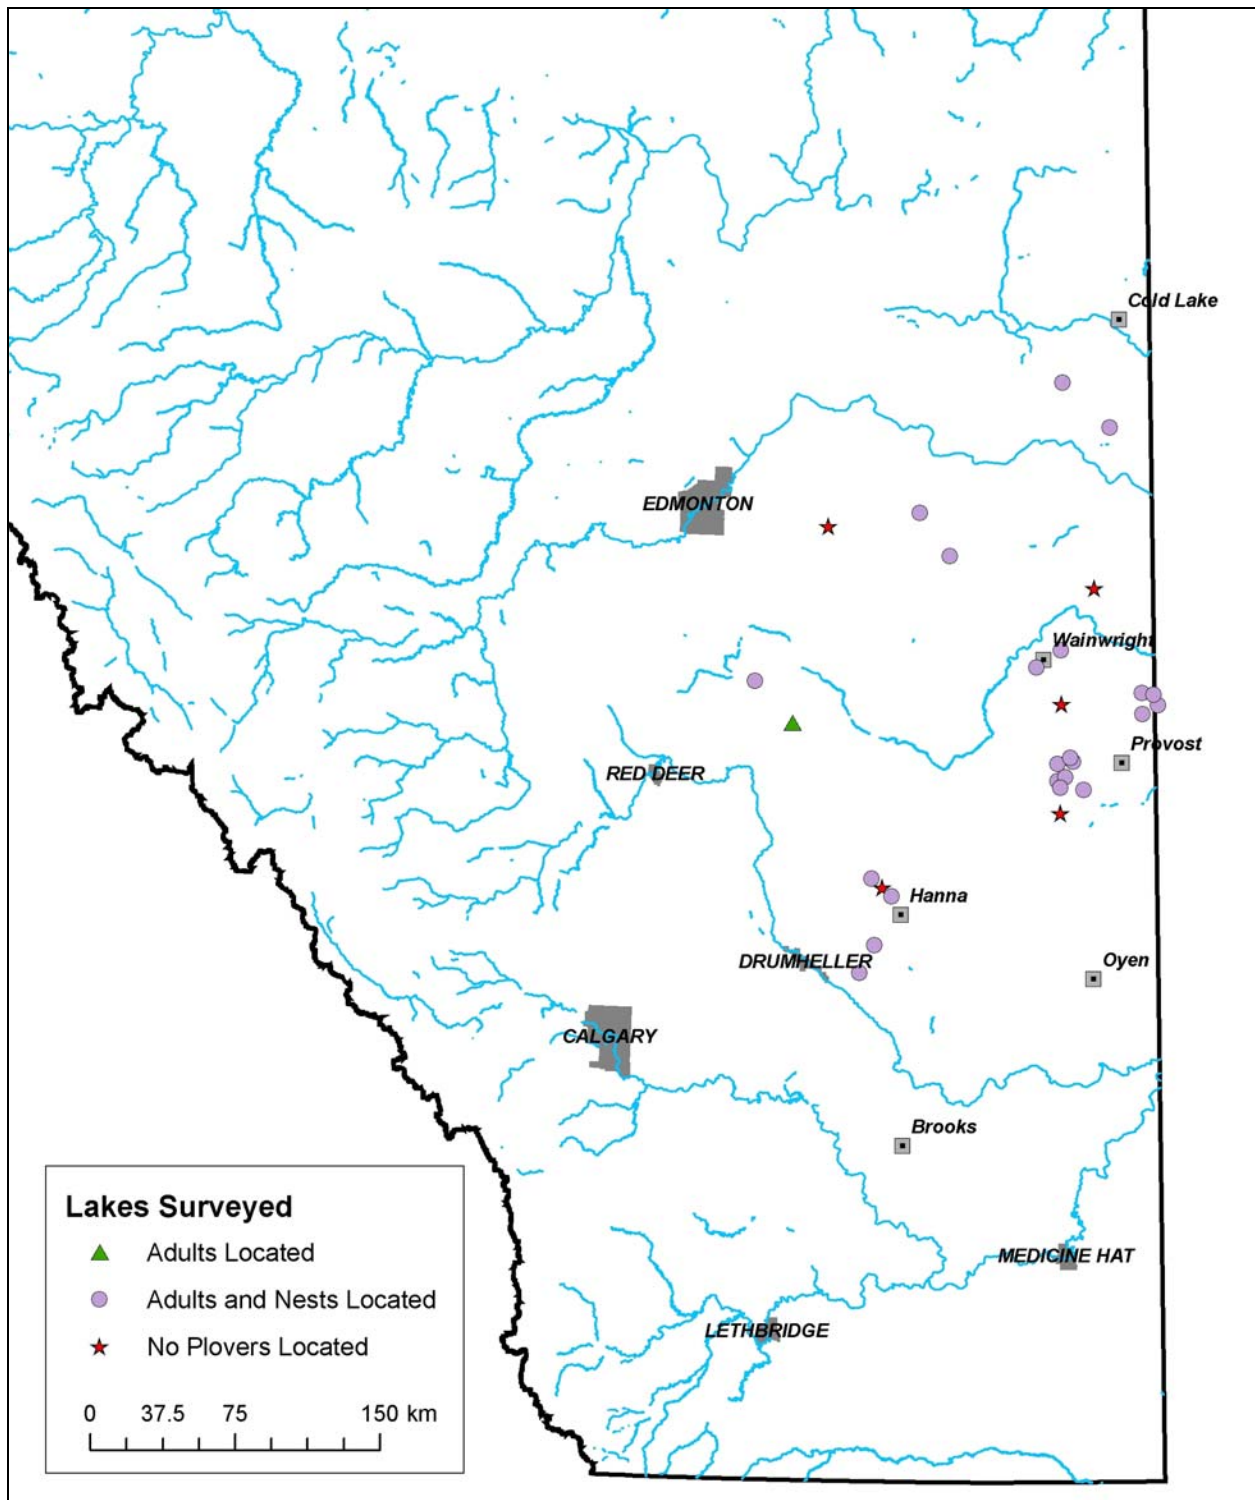 Cold Lake
EDMONTON
Wainwright
Provost
RED DEER
Hanna
DRUMHELLER
Oyen
CALGARY
Brooks
Lakes Surveyed
Adults Located
MEDICINE HAT
Adults and Nests Located
LETHBRIDGE
No Plovers Located
0 37.5 75 150 km